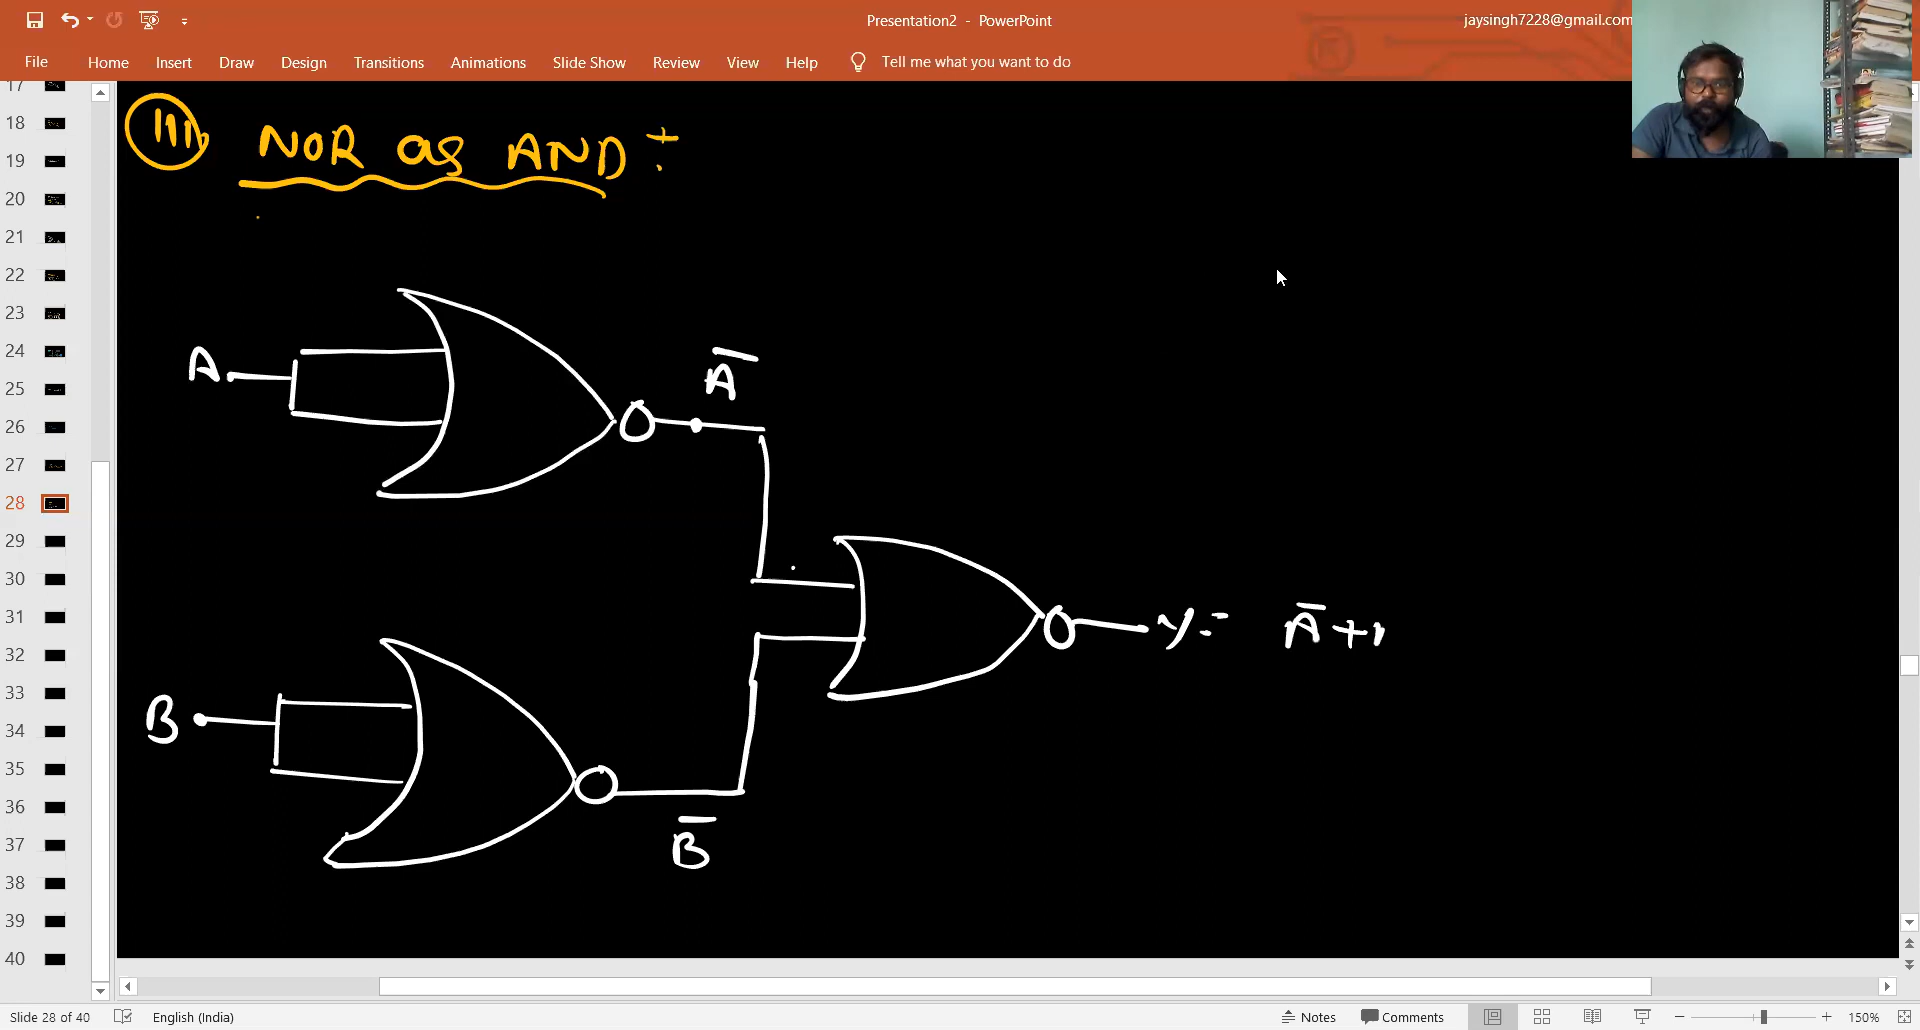 Presentation2 - PowerPoint
jaysingh7228@gmail.com
File Home Insert Draw Design Transitions Animations Slide Show Review View Help Tell me what you want to do
17
18
19
20
21
22
23
24
25
26
27
28
29
30
31
32
33
34
35
36
37
38
39
40
III NOR as AND ÷
A
A̅
B
B̅
Y = A̅ +
Slide 28 of 40 English (India) Notes Comments 150%